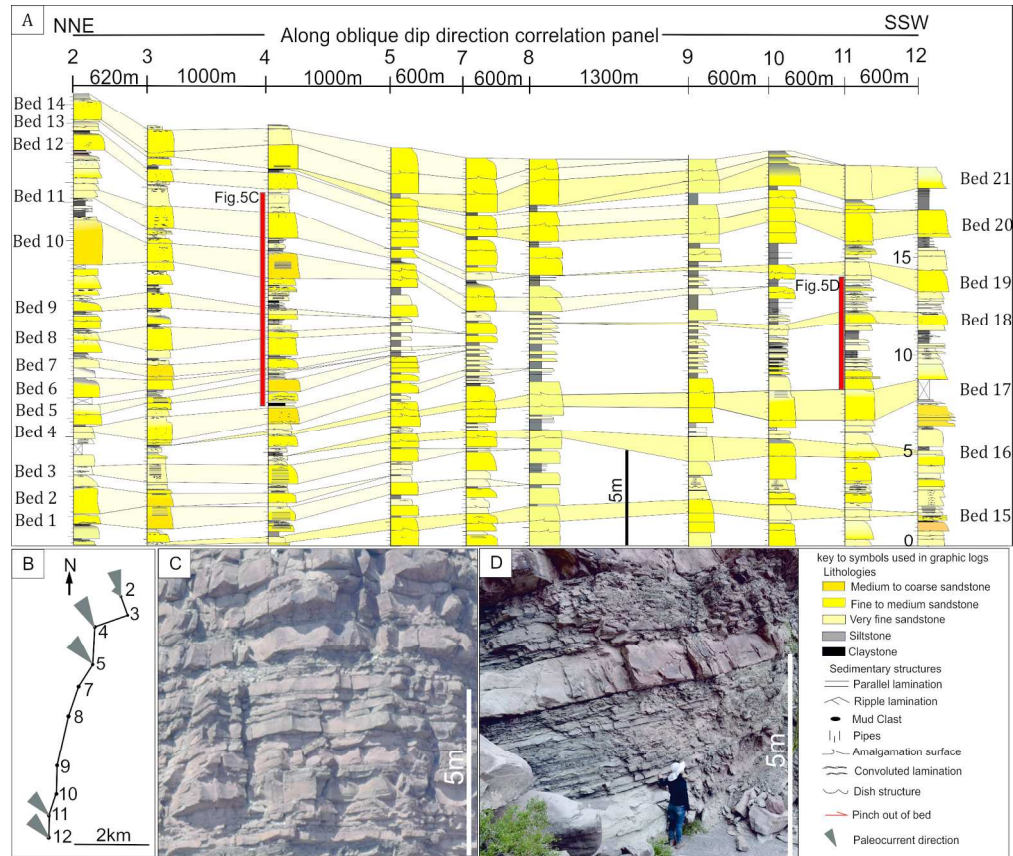 A
NNE
SSW
Along oblique dip direction correlation panel
2 3 4 5 7 8 9 10 11 12
620m 1000m 1000m 600m 600m 1300m 600m 600m 600m
Bed 14
Bed 13
Bed 12
Bed 11
Bed 10
Bed 9
Bed 8
Bed 7
Bed 6
Bed 5
Bed 4
Bed 3
Bed 2
Bed 1
Fig.5C
Fig.5D
5m
15
10
5
0
Bed 21
Bed 20
Bed 19
Bed 18
Bed 17
Bed 16
Bed 15
B
N
2
3
4
5
7
8
9
10
11
12
2km
C
5m
D
5m
key to symbols used in graphic logs
Lithologies
Medium to coarse sandstone
Fine to medium sandstone
Very fine sandstone
Siltstone
Claystone
Sedimentary structures
Parallel lamination
Ripple lamination
Mud Clast
Pipes
Amalgamation surface
Convoluted lamination
Dish structure
Pinch out of bed
Paleocurrent direction